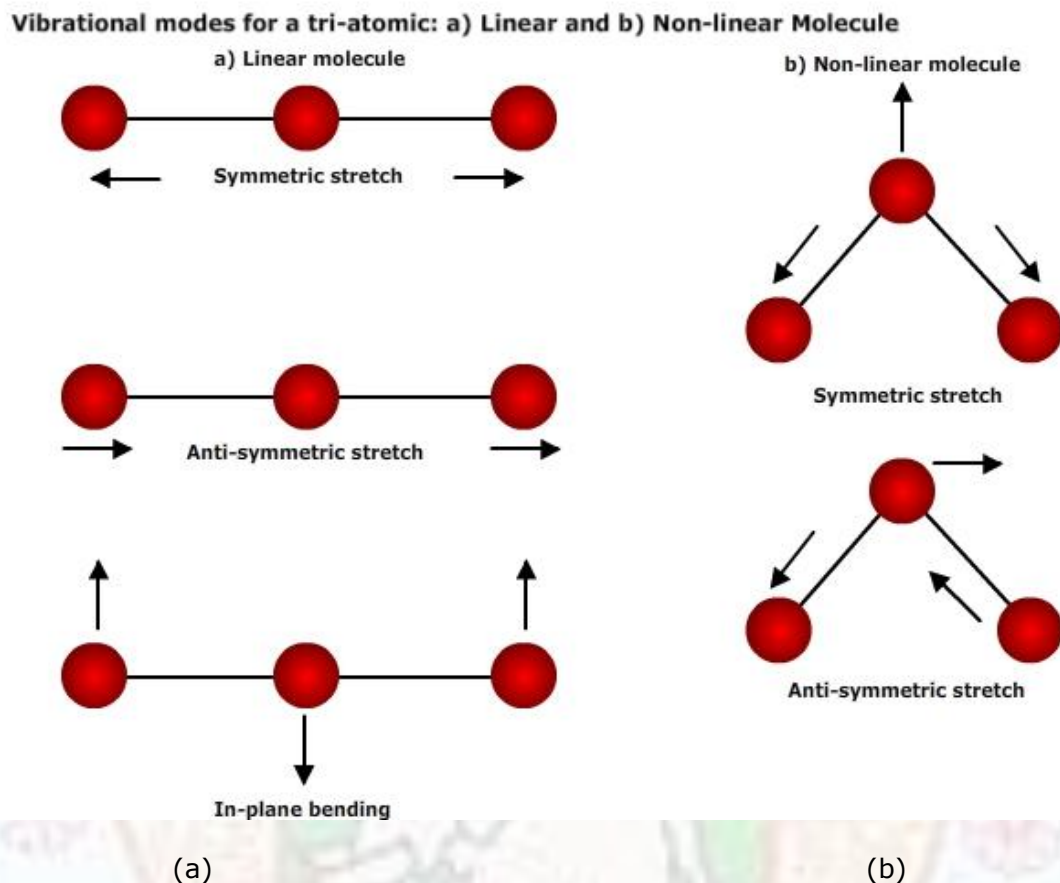 Vibrational modes for a tri-atomic: a) Linear and b) Non-linear Molecule
a) Linear molecule
Symmetric stretch
Anti-symmetric stretch
In-plane bending
(a)
b) Non-linear molecule
Symmetric stretch
Anti-symmetric stretch
(b)